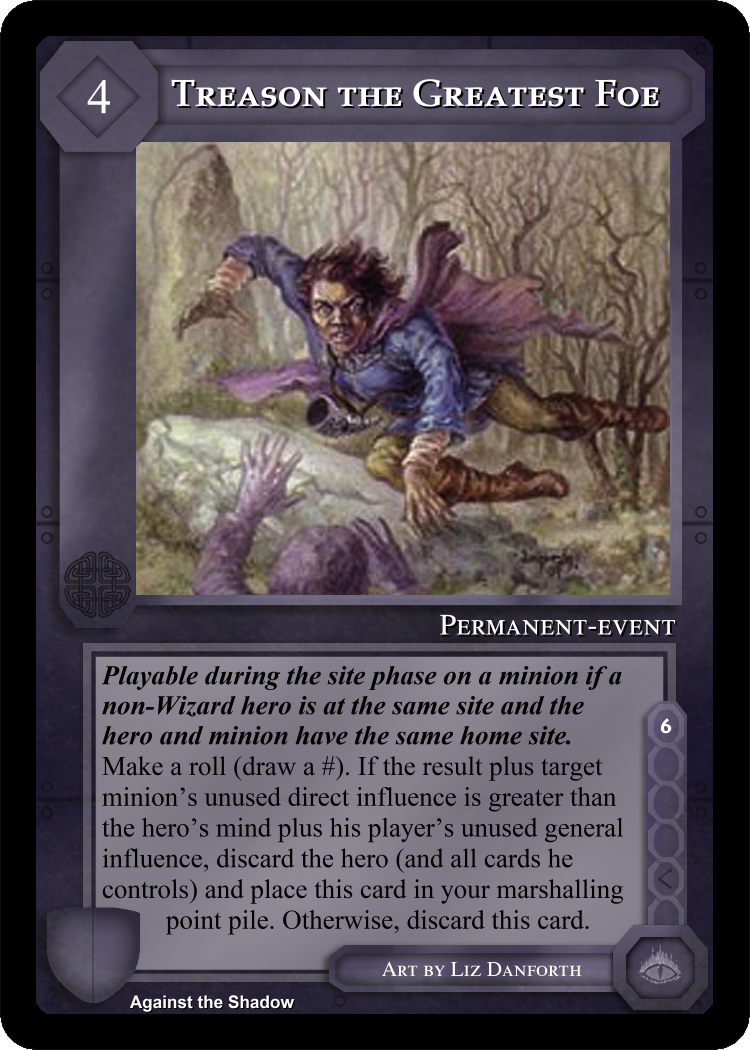 4
Treason the Greatest Foe
Permanent-event
Playable during the site phase on a minion if a
non-Wizard hero is at the same site and the
hero and minion have the same home site.
Make a roll (draw a #). If the result plus target
minion's unused direct influence is greater than
the hero's mind plus his player's unused general
influence, discard the hero (and all cards he
controls) and place this card in your marshalling
point pile. Otherwise, discard this card.
6
Art by Liz Danforth
Against the Shadow